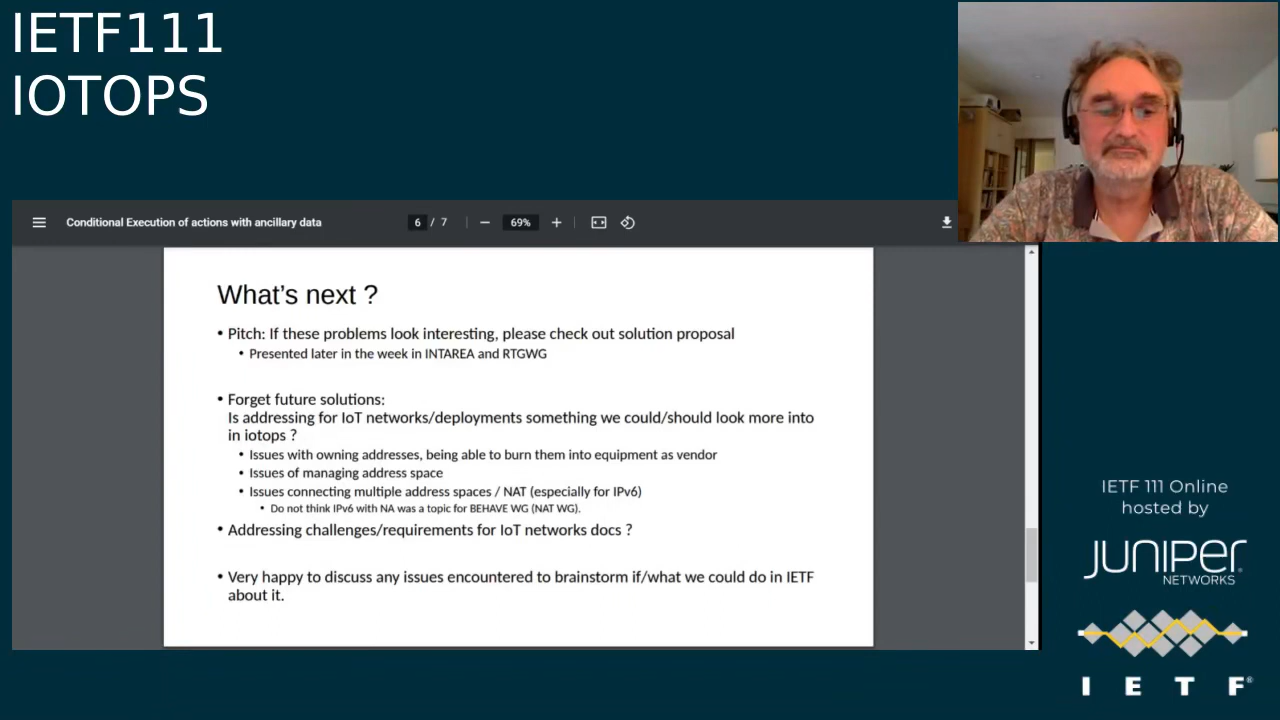 IETF111
IOTOPS
Conditional Execution of actions with ancillary data
6 / 7
69%
What's next ?
• Pitch: If these problems look interesting, please check out solution proposal
• Presented later in the week in INTAREA and RTGWG
• Forget future solutions:
Is addressing for IoT networks/deployments something we could/should look more into
in iotops ?
• Issues with owning addresses, being able to burn them into equipment as vendor
• Issues of managing address space
• Issues connecting multiple address spaces / NAT (especially for IPv6)
• Do not think IPv6 with NA was a topic for BEHAVE WG (NAT WG).
• Addressing challenges/requirements for IoT networks docs ?
• Very happy to discuss any issues encountered to brainstorm if/what we could do in IETF
about it.
IETF 111 Online
hosted by
JUNIPER
NETWORKS
I E T F®